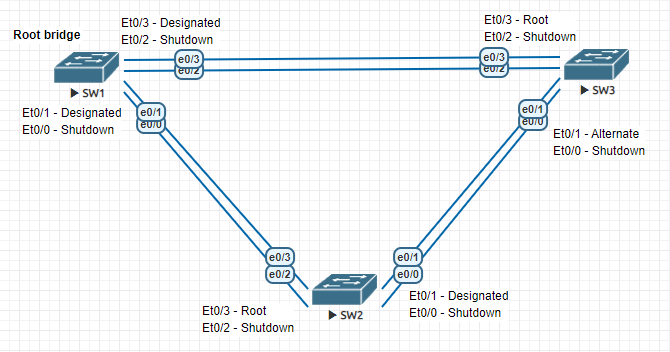 Et0/3 - Designated
Et0/2 - Shutdown
Et0/3 - Root
Et0/2 - Shutdown
Root bridge
e0/3
e0/2
e0/3
e0/2
SW1
SW3
Et0/1 - Designated
Et0/0 - Shutdown
e0/1
e0/0
e0/1
e0/0
Et0/1 - Alternate
Et0/0 - Shutdown
e0/3
e0/2
e0/1
e0/0
SW2
Et0/3 - Root
Et0/2 - Shutdown
Et0/1 - Designated
Et0/0 - Shutdown